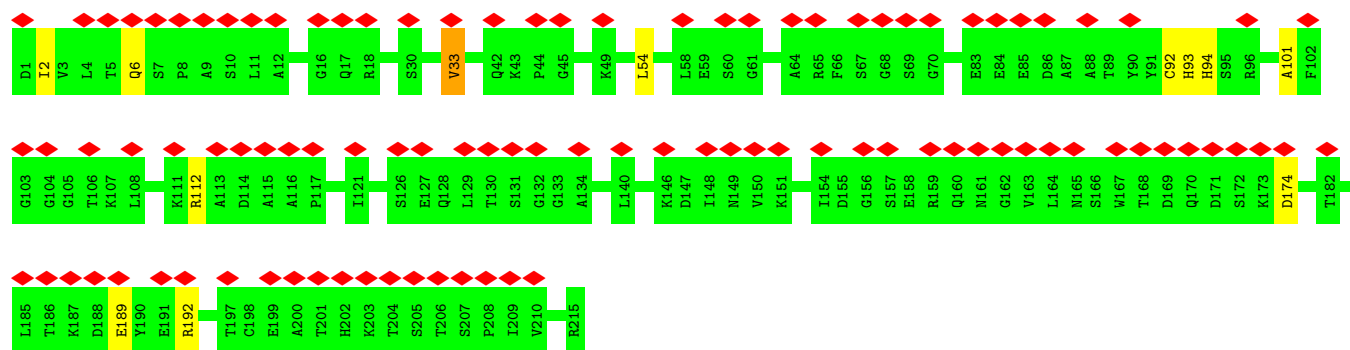 D1 I2 V3 L4 T5 Q6 S7 P8 A9 S10 L11 A12 G16 Q17 R18 S30 V33 Q42 K43 P44 G45 K49 L54 L58 E59 S60 G61 A64 R65 F66 S67 G68 S69 G70 E83 E84 E85 D86 A87 A88 T89 Y90 Y91 C92 H93 H94 S95 R96 A101 F102
G103 G104 G105 T106 K107 L108 K111 R112 A113 D114 A115 A116 P117 I121 S126 E127 Q128 L129 T130 S131 G132 G133 A134 L140 K146 D147 I148 N149 V150 K151 I154 D155 G156 S157 E158 R159 Q160 N161 G162 V163 L164 N165 S166 W167 T168 D169 Q170 D171 S172 K173 D174 T182
L185 T186 K187 D188 E189 Y190 E191 R192 T197 C198 E199 A200 T201 H202 K203 T204 S205 T206 S207 P208 I209 V210 R215